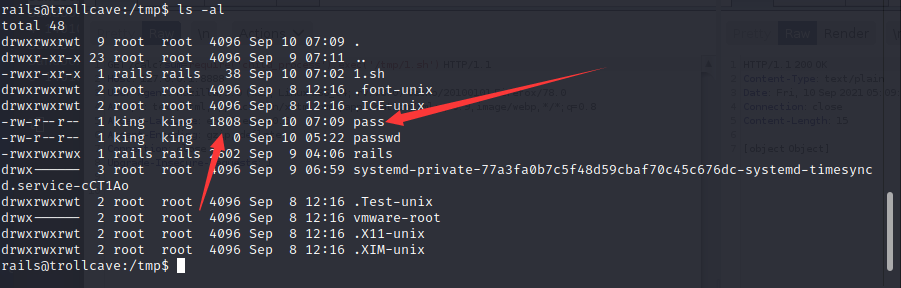 rails@trollcave:/tmp$ ls -al
total 48
drwxrwxrwt  9 root  root  4096 Sep 10 07:09 .
drwxr-xr-x 23 root  root  4096 Sep  9 07:11 ..
-rwxr-xr-x  1 rails rails   38 Sep 10 07:02 1.sh
drwxrwxrwt  2 root  root  4096 Sep  8 12:16 .font-unix
drwxrwxrwt  2 root  root  4096 Sep  8 12:16 .ICE-unix
-rw-r--r--  1 king  king  1808 Sep 10 07:09 pass
-rw-r--r--  1 king  king     0 Sep 10 05:22 passwd
-rwxrwxrwx  1 rails rails 2602 Sep  9 04:06 rails
drwx------  3 root  root  4096 Sep  9 06:59 systemd-private-77a3fa0b7c5f48d59cbaf70c45c676dc-systemd-timesync
d.service-cCT1Ao
drwxrwxrwt  2 root  root  4096 Sep  8 12:16 .Test-unix
drwx------  2 root  root  4096 Sep  8 12:16 vmware-root
drwxrwxrwt  2 root  root  4096 Sep  8 12:16 .X11-unix
drwxrwxrwt  2 root  root  4096 Sep  8 12:16 .XIM-unix
rails@trollcave:/tmp$
Raw
Actions
Raw
Render
HTTP/1.1
Content-Type: text/plain
Date: Fri, 10 Sep 2021 05:09
Connection: close
Content-Length: 15
[object Object]